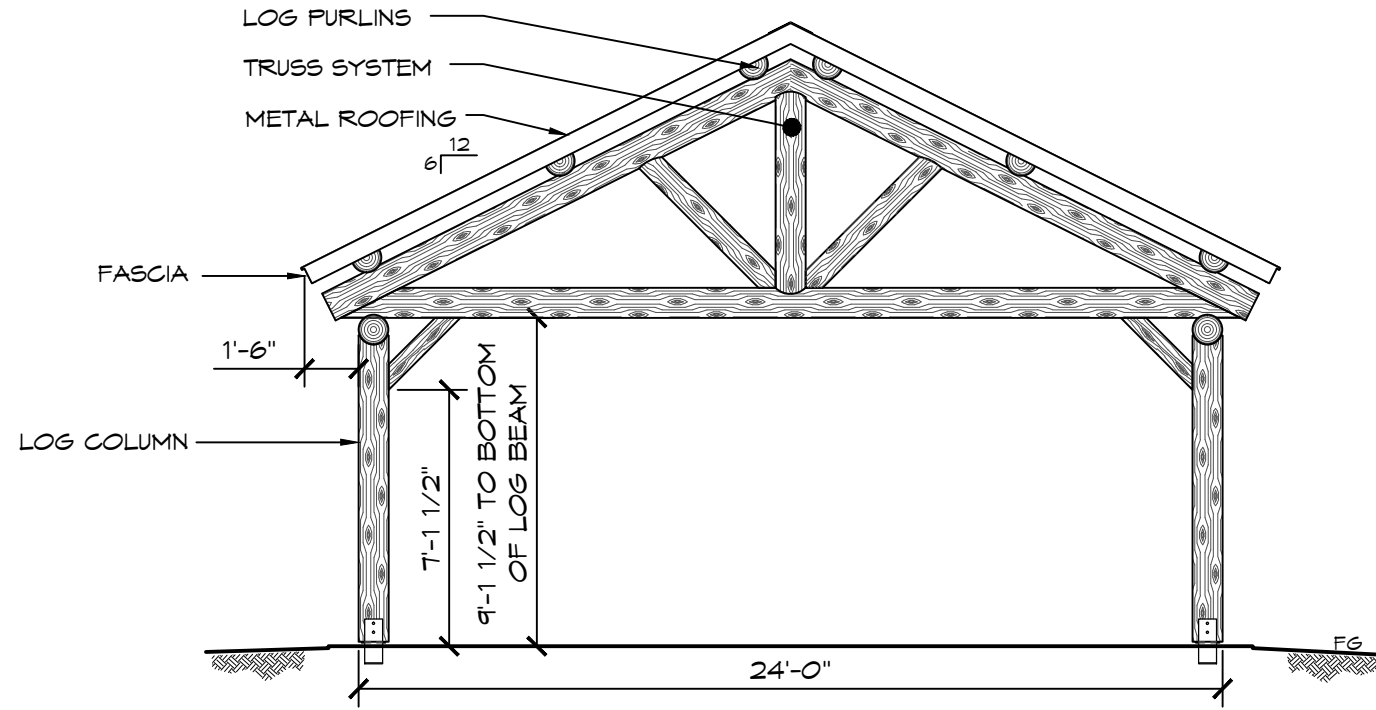 LOG PURLINS
TRUSS SYSTEM
METAL ROOFING
12
6
FASCIA
1'-6"
LOG COLUMN
7'-1 1/2"
9'-1 1/2" TO BOTTOM
OF LOG BEAM
FG
24'-0"